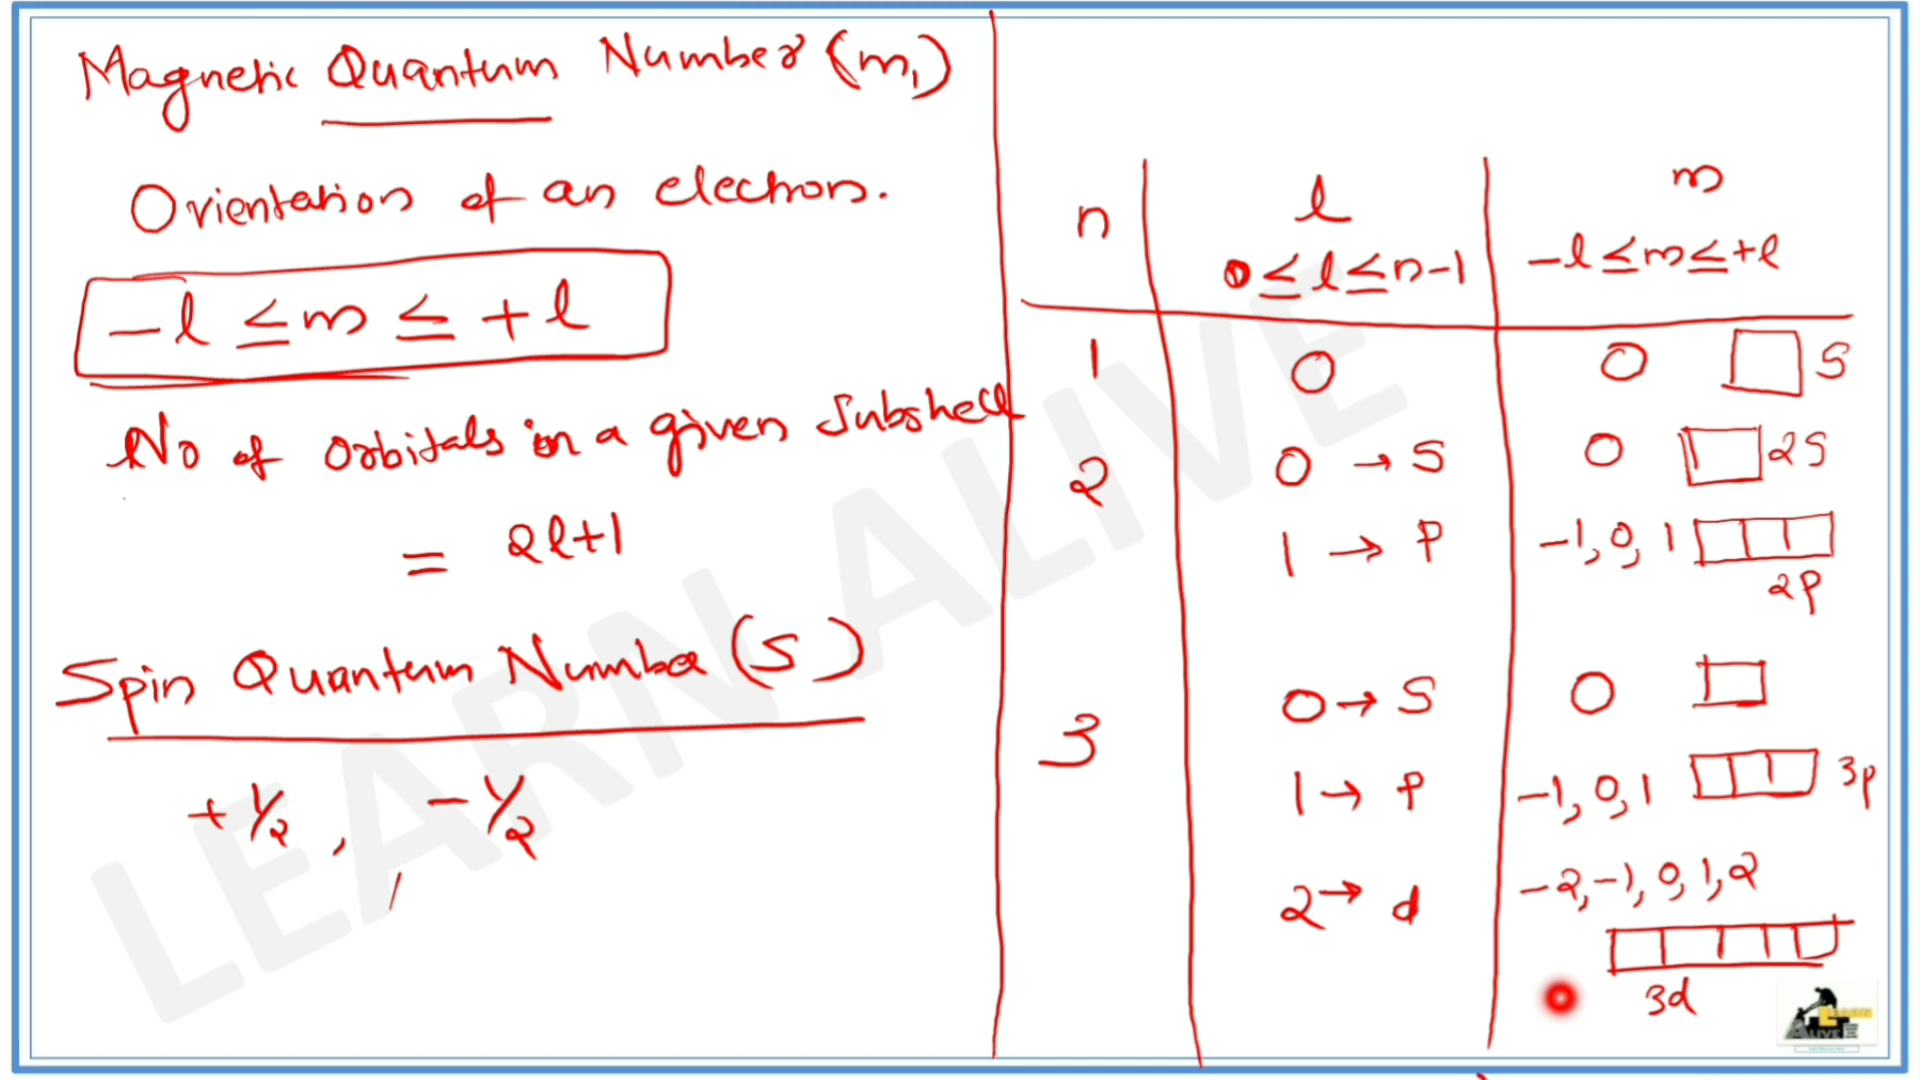 Magnetic Quantum Number (m₁)
Orientation of an electron.
-l ≤ m ≤ +l
No of orbitals in a given Subshell
= 2l+1
Spin Quantum Number (s)
+1/2, -1/2
n l m
0 ≤ l ≤ n-1 -l ≤ m ≤ +l
1 0 0 S
2 0 → S 0 2S
1 → P -1, 0, 1
2P
3 0 → S 0
1 → P -1, 0, 1 3p
2 → d -2, -1, 0, 1, 2
3d
LEARN ALIVE